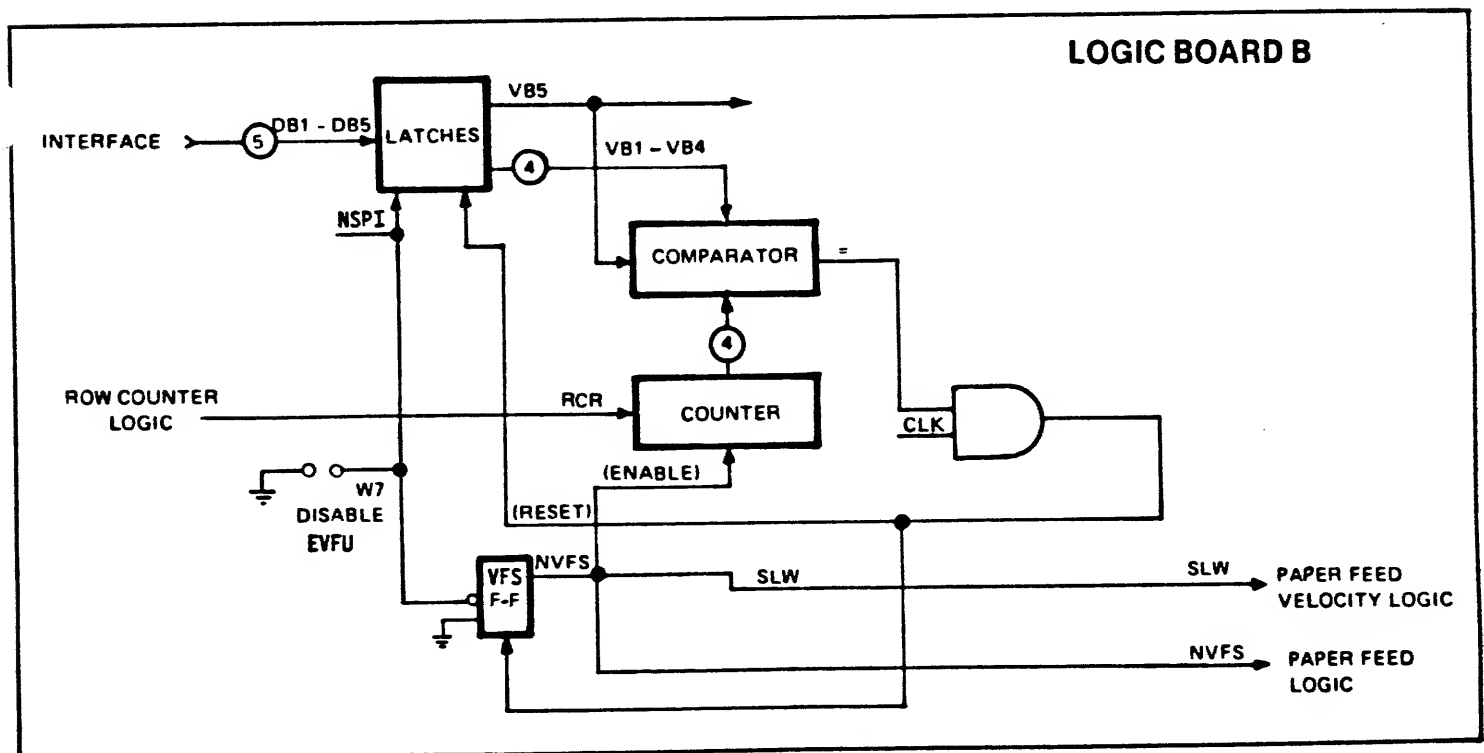 LOGIC BOARD B
VB5
DB1 - DB5
INTERFACE
5
LATCHES
VB1 - VB4
4
NSPI
COMPARATOR
=
4
ROW COUNTER
LOGIC
RCR
COUNTER
CLK
(ENABLE)
W7
DISABLE
EVFU
(RESET)
VFS
F-F
NVFS
SLW
SLW
PAPER FEED
VELOCITY LOGIC
NVFS
PAPER FEED
LOGIC